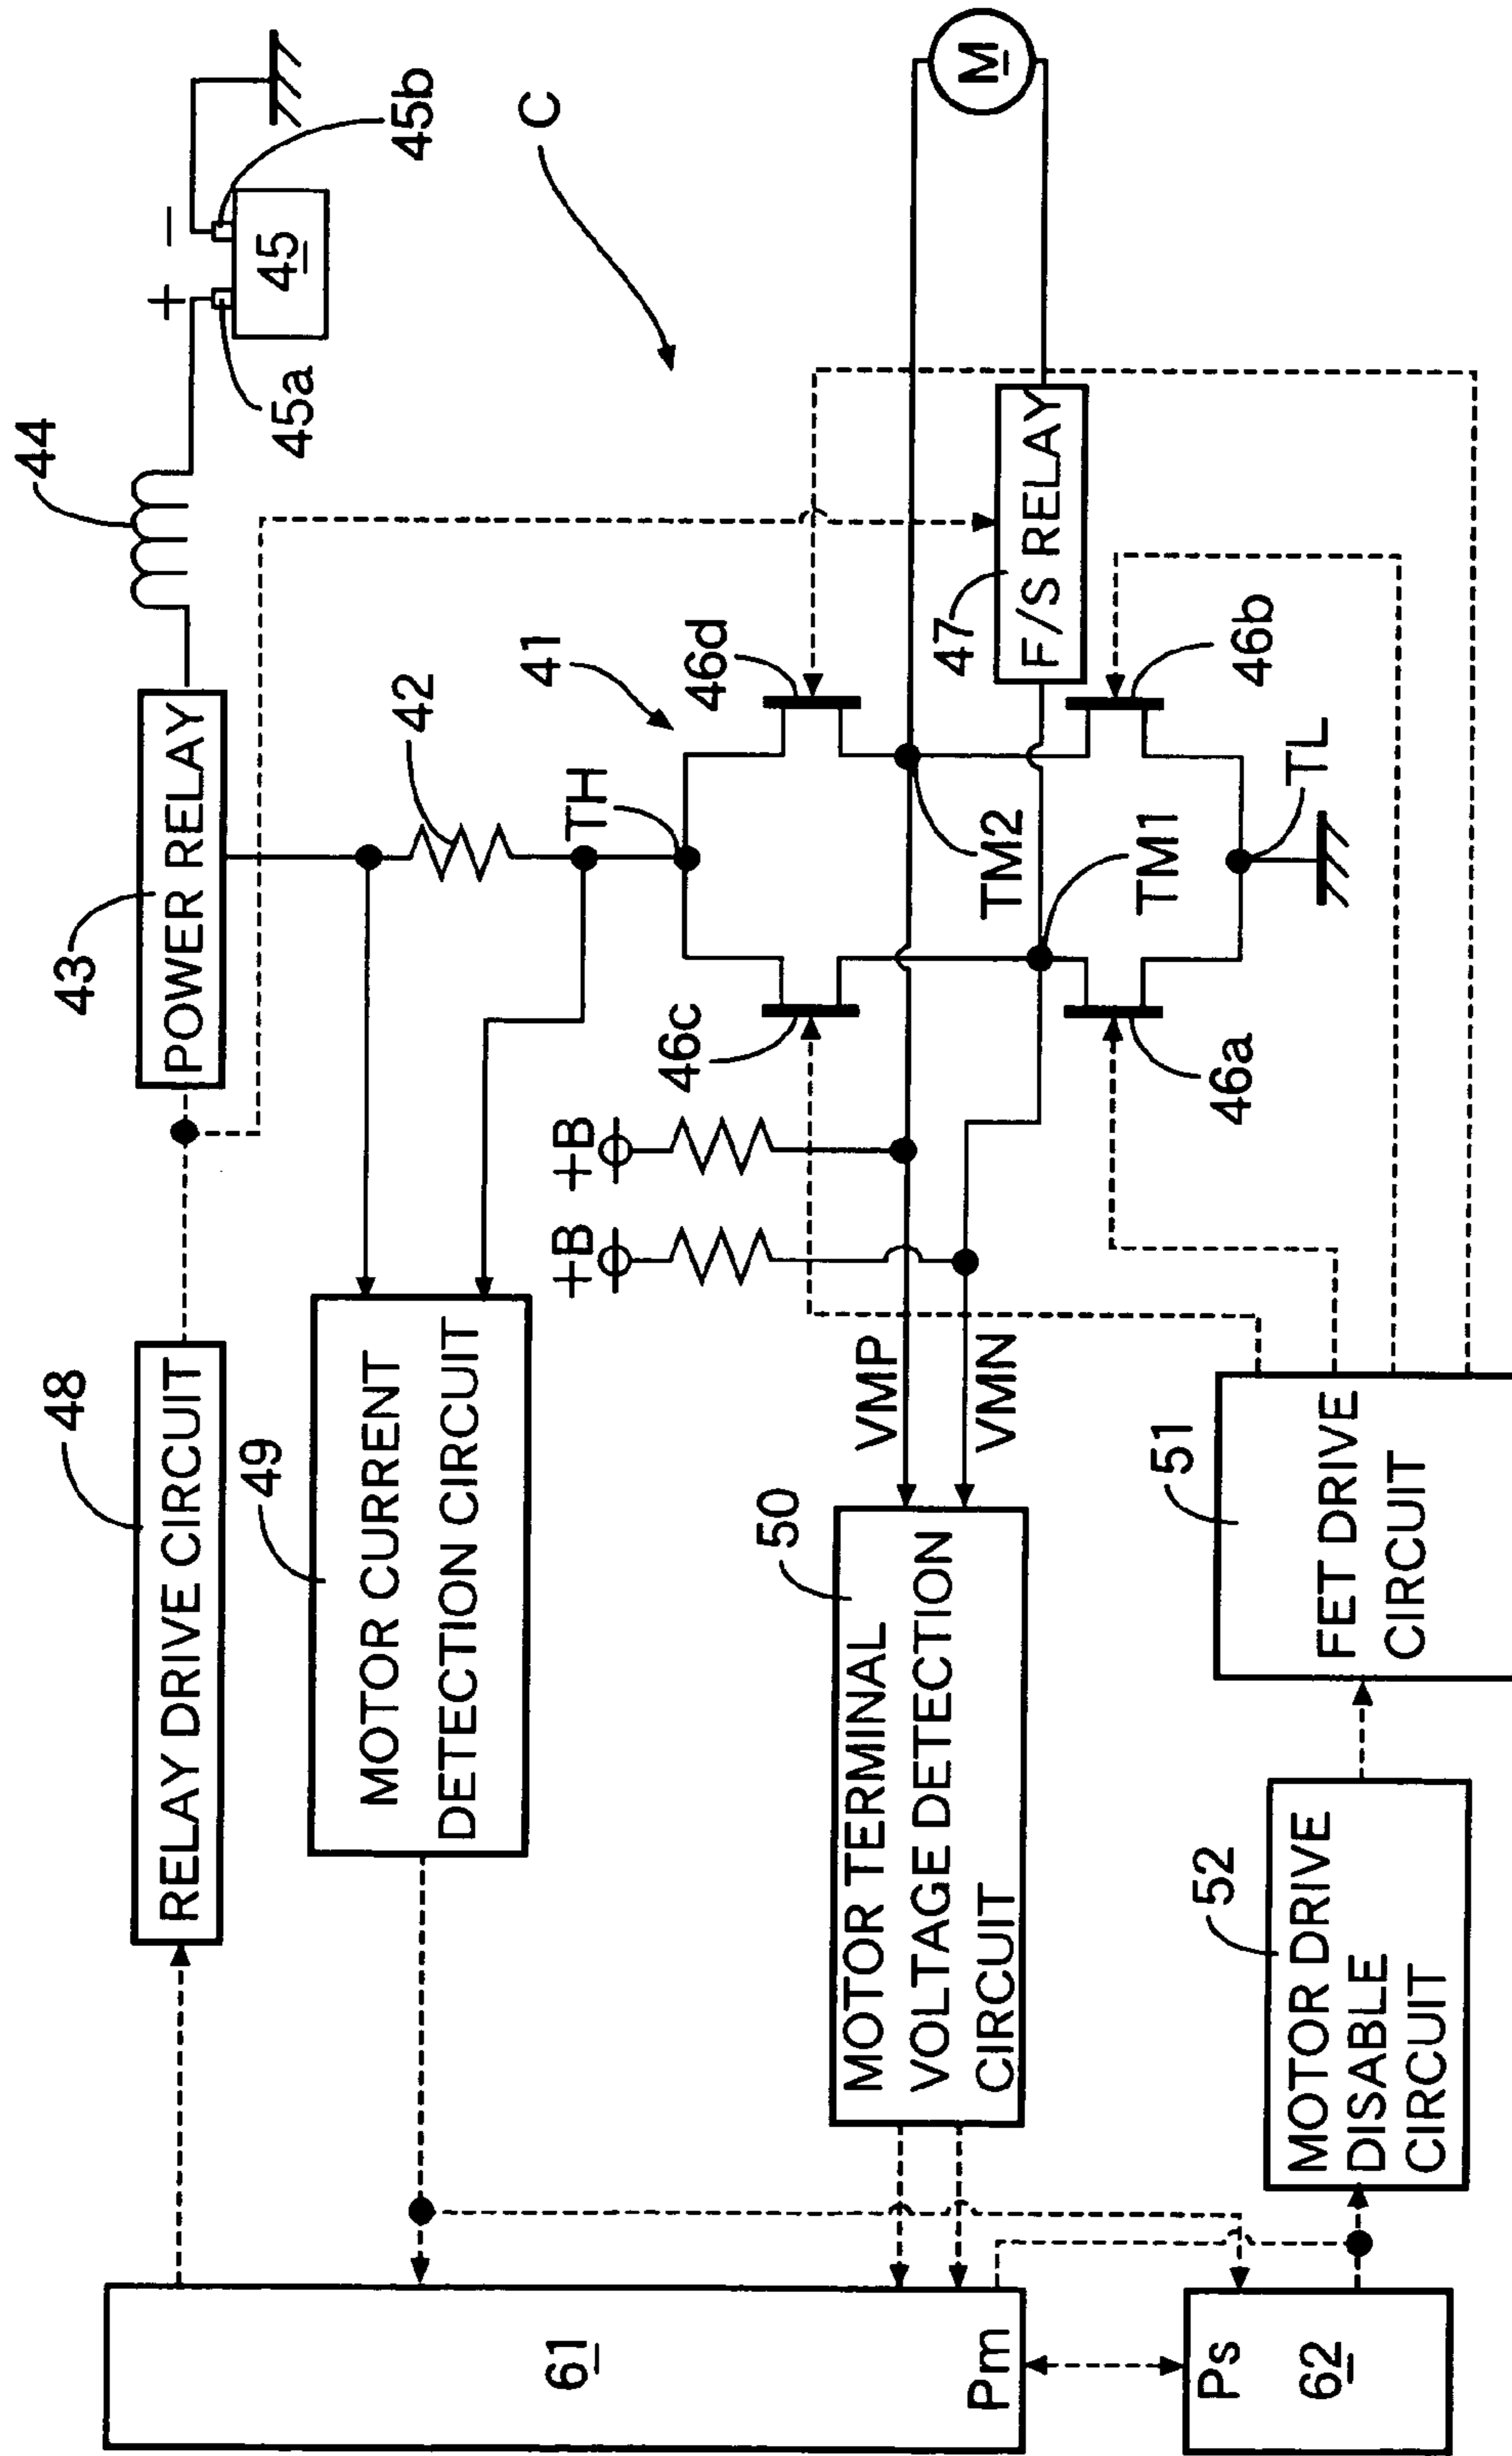 44
45b
+
−
45
45a
C
M
43
POWER RELAY
42
41
TH
46d
46c
+B
+B
TM2
TM1
47
F/S RELAY
46b
46a
TL
48
RELAY DRIVE CIRCUIT
49
MOTOR CURRENT
DETECTION CIRCUIT
VMP
VMN
50
MOTOR TERMINAL
VOLTAGE DETECTION
CIRCUIT
51
FET DRIVE
CIRCUIT
52
MOTOR DRIVE
DISABLE
CIRCUIT
61
Pm
Ps
62